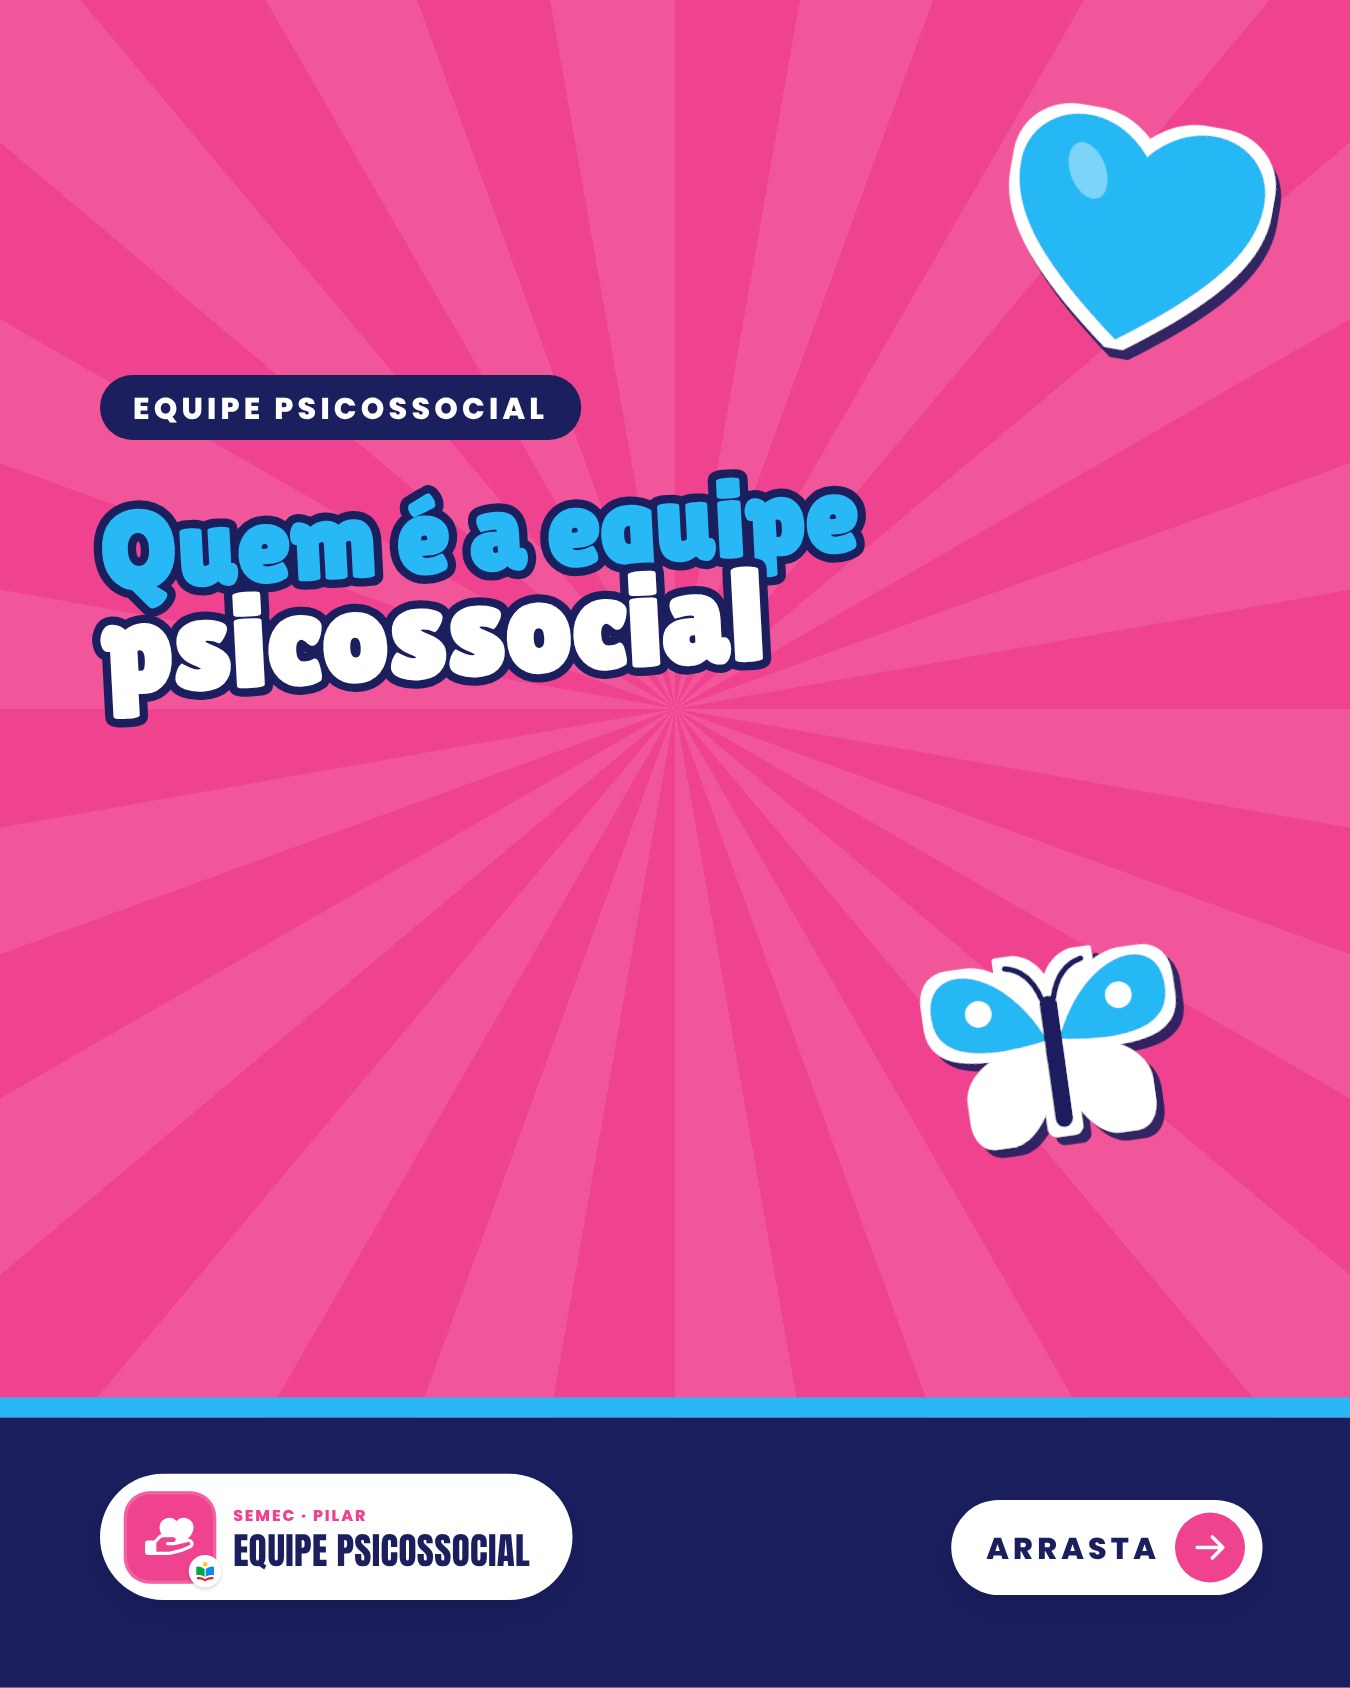 EQUIPE PSICOSSOCIAL
Quem é a equipe
psicossocial
SEMEC · PILAR
EQUIPE PSICOSSOCIAL
ARRASTA